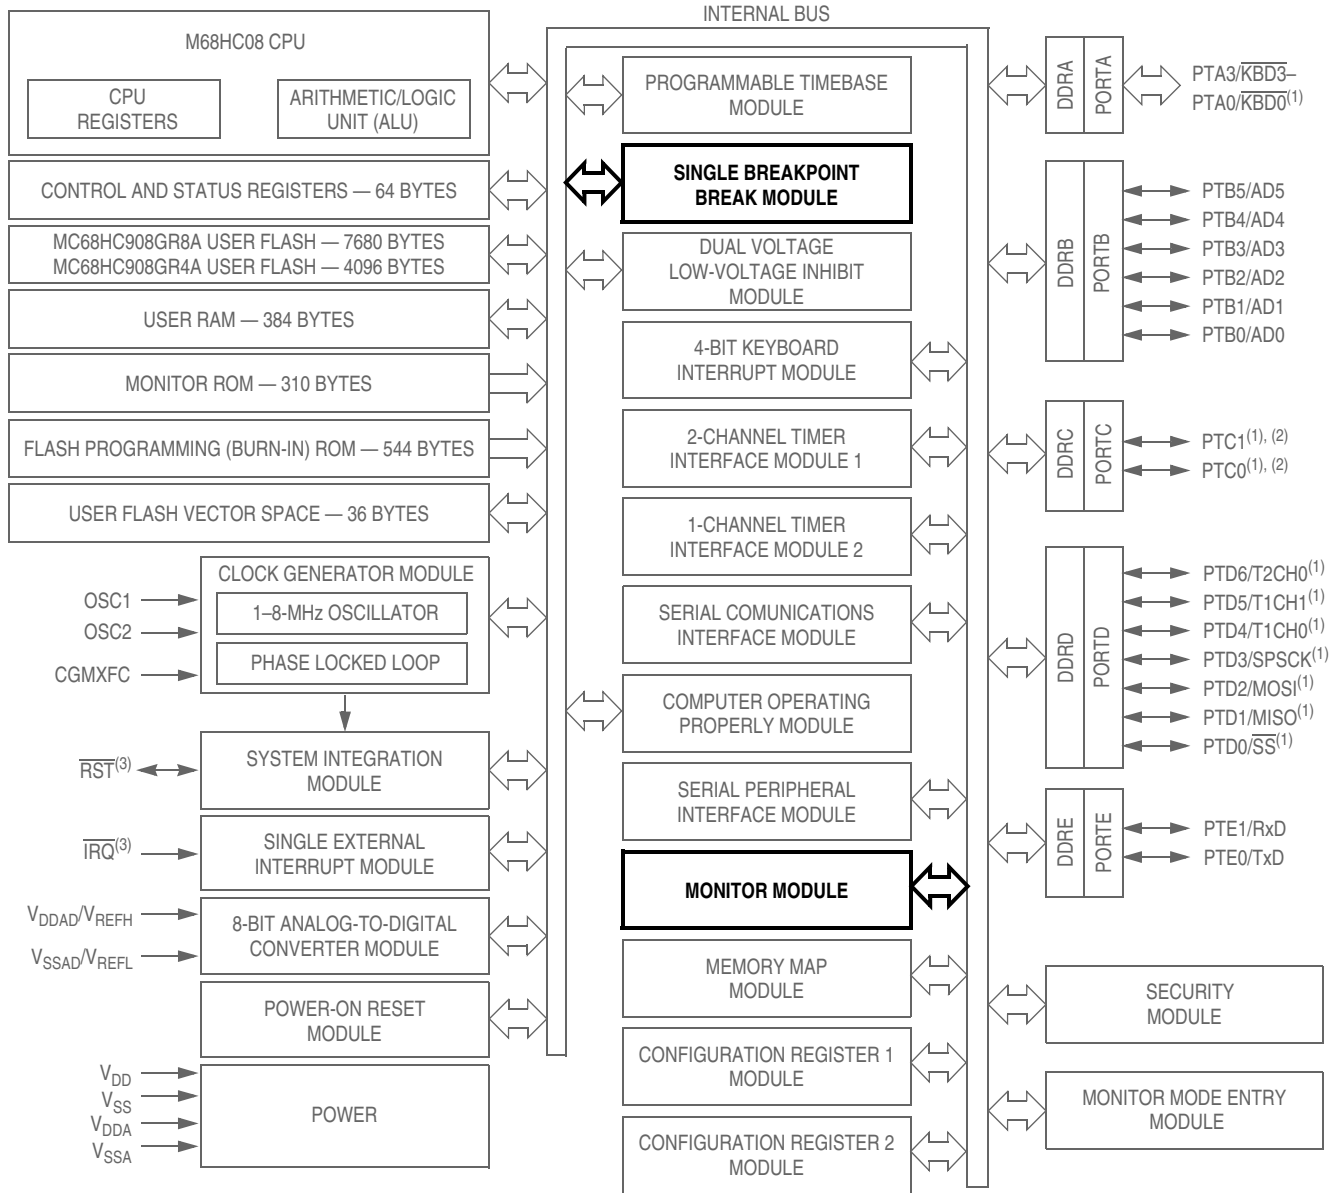 INTERNAL BUS
M68HC08 CPU
CPU
REGISTERS
ARITHMETIC/LOGIC
UNIT (ALU)
CONTROL AND STATUS REGISTERS — 64 BYTES
MC68HC908GR8A USER FLASH — 7680 BYTES
MC68HC908GR4A USER FLASH — 4096 BYTES
USER RAM — 384 BYTES
MONITOR ROM — 310 BYTES
FLASH PROGRAMMING (BURN-IN) ROM — 544 BYTES
USER FLASH VECTOR SPACE — 36 BYTES
CLOCK GENERATOR MODULE
1–8-MHz OSCILLATOR
PHASE LOCKED LOOP
OSC1
OSC2
CGMXFC
SYSTEM INTEGRATION
MODULE
RST(3)
SINGLE EXTERNAL
INTERRUPT MODULE
IRQ(3)
8-BIT ANALOG-TO-DIGITAL
CONVERTER MODULE
VDDAD/VREFH
VSSAD/VREFL
POWER-ON RESET
MODULE
POWER
VDD
VSS
VDDA
VSSA
PROGRAMMABLE TIMEBASE
MODULE
SINGLE BREAKPOINT
BREAK MODULE
DUAL VOLTAGE
LOW-VOLTAGE INHIBIT
MODULE
4-BIT KEYBOARD
INTERRUPT MODULE
2-CHANNEL TIMER
INTERFACE MODULE 1
1-CHANNEL TIMER
INTERFACE MODULE 2
SERIAL COMUNICATIONS
INTERFACE MODULE
COMPUTER OPERATING
PROPERLY MODULE
SERIAL PERIPHERAL
INTERFACE MODULE
MONITOR MODULE
MEMORY MAP
MODULE
CONFIGURATION REGISTER 1
MODULE
CONFIGURATION REGISTER 2
MODULE
DDRA
PORTA
PTA3/KBD3–
PTA0/KBD0(1)
DDRB
PORTB
PTB5/AD5
PTB4/AD4
PTB3/AD3
PTB2/AD2
PTB1/AD1
PTB0/AD0
DDRC
PORTC
PTC1(1), (2)
PTC0(1), (2)
DDRD
PORTD
PTD6/T2CH0(1)
PTD5/T1CH1(1)
PTD4/T1CH0(1)
PTD3/SPSCK(1)
PTD2/MOSI(1)
PTD1/MISO(1)
PTD0/SS(1)
DDRE
PORTE
PTE1/RxD
PTE0/TxD
SECURITY
MODULE
MONITOR MODE ENTRY
MODULE